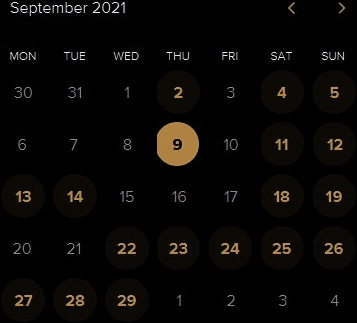 September 2021
MON TUE WED THU FRI SAT SUN
30 31 1 2 3 4 5
6 7 8 9 10 11 12
13 14 15 16 17 18 19
20 21 22 23 24 25 26
27 28 29 1 2 3 4